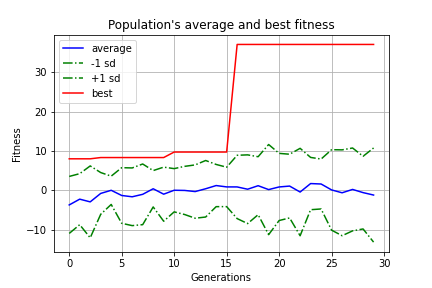 Population's average and best fitness
average
-1 sd
+1 sd
best
Fitness
30
20
10
0
−10
0
5
10
15
20
25
30
Generations